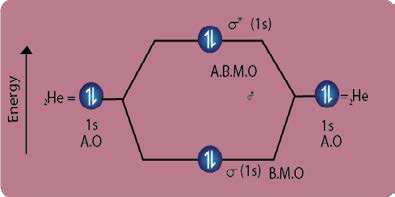 σ* (1s)
A.B.M.O
Energy
₂He =
1s
A.O
=₂He
1s
A.O
σ (1s) B.M.O